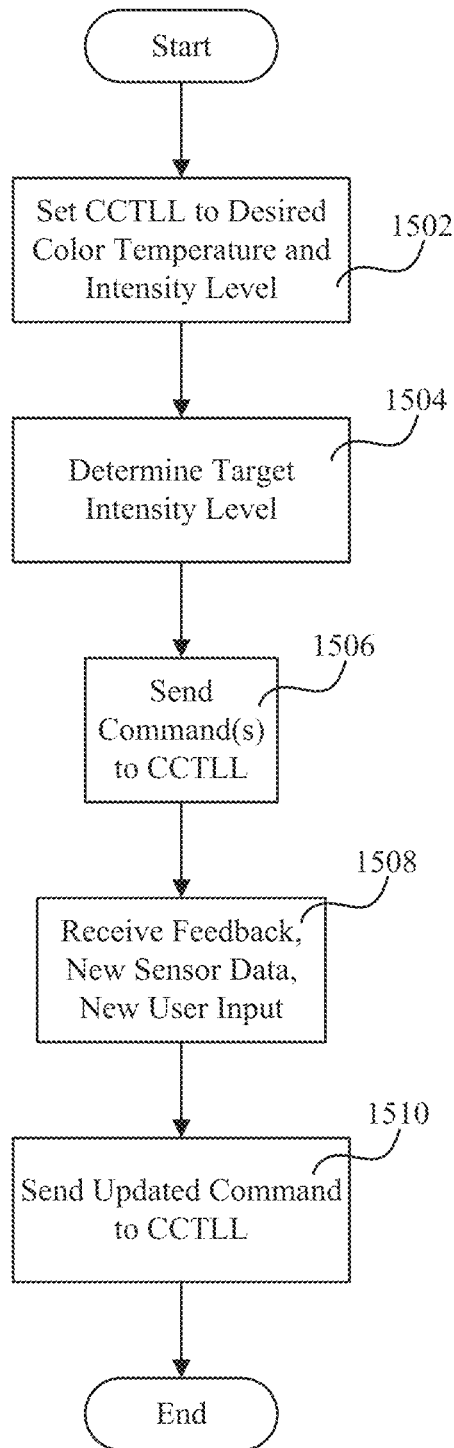 Start
Set CCTLL to Desired
Color Temperature and
Intensity Level
1502
1504
Determine Target
Intensity Level
1506
Send
Command(s)
to CCTLL
1508
Receive Feedback,
New Sensor Data,
New User Input
1510
Send Updated Command
to CCTLL
End